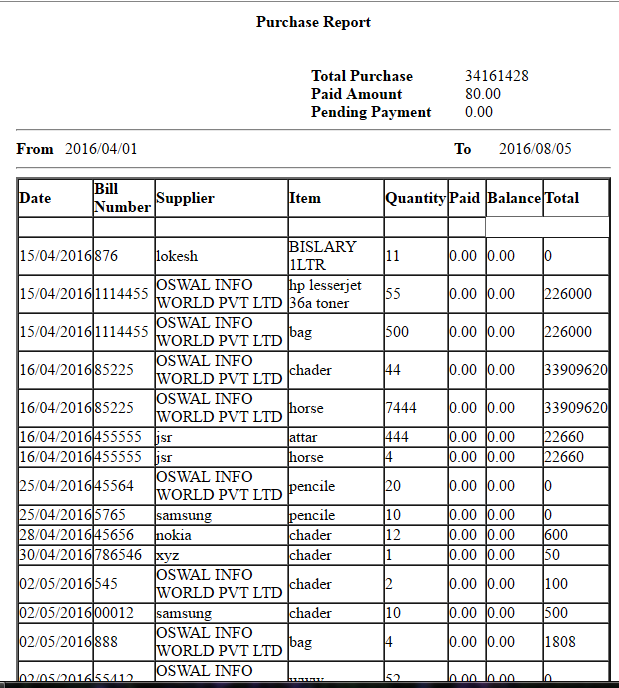 Purchase Report
Total Purchase 34161428
Paid Amount 80.00
Pending Payment 0.00
From 2016/04/01 To 2016/08/05
Date Bill Number Supplier Item Quantity Paid Balance Total
15/04/2016 876 lokesh BISLARY 1LTR 11 0.00 0.00 0
15/04/2016 1114455 OSWAL INFO WORLD PVT LTD hp lesserjet 36a toner 55 0.00 0.00 226000
15/04/2016 1114455 OSWAL INFO WORLD PVT LTD bag 500 0.00 0.00 226000
16/04/2016 85225 OSWAL INFO WORLD PVT LTD chader 44 0.00 0.00 33909620
16/04/2016 85225 OSWAL INFO WORLD PVT LTD horse 7444 0.00 0.00 33909620
16/04/2016 455555 jsr attar 444 0.00 0.00 22660
16/04/2016 455555 jsr horse 4 0.00 0.00 22660
25/04/2016 45564 OSWAL INFO WORLD PVT LTD pencile 20 0.00 0.00 0
25/04/2016 5765 samsung pencile 10 0.00 0.00 0
28/04/2016 45656 nokia chader 12 0.00 0.00 600
30/04/2016 786546 xyz chader 1 0.00 0.00 50
02/05/2016 545 OSWAL INFO WORLD PVT LTD chader 2 0.00 0.00 100
02/05/2016 00012 samsung chader 10 0.00 0.00 500
02/05/2016 888 OSWAL INFO WORLD PVT LTD bag 4 0.00 0.00 1808
02/05/2016 55412 OSWAL INFO 52 0.00 0.00 0